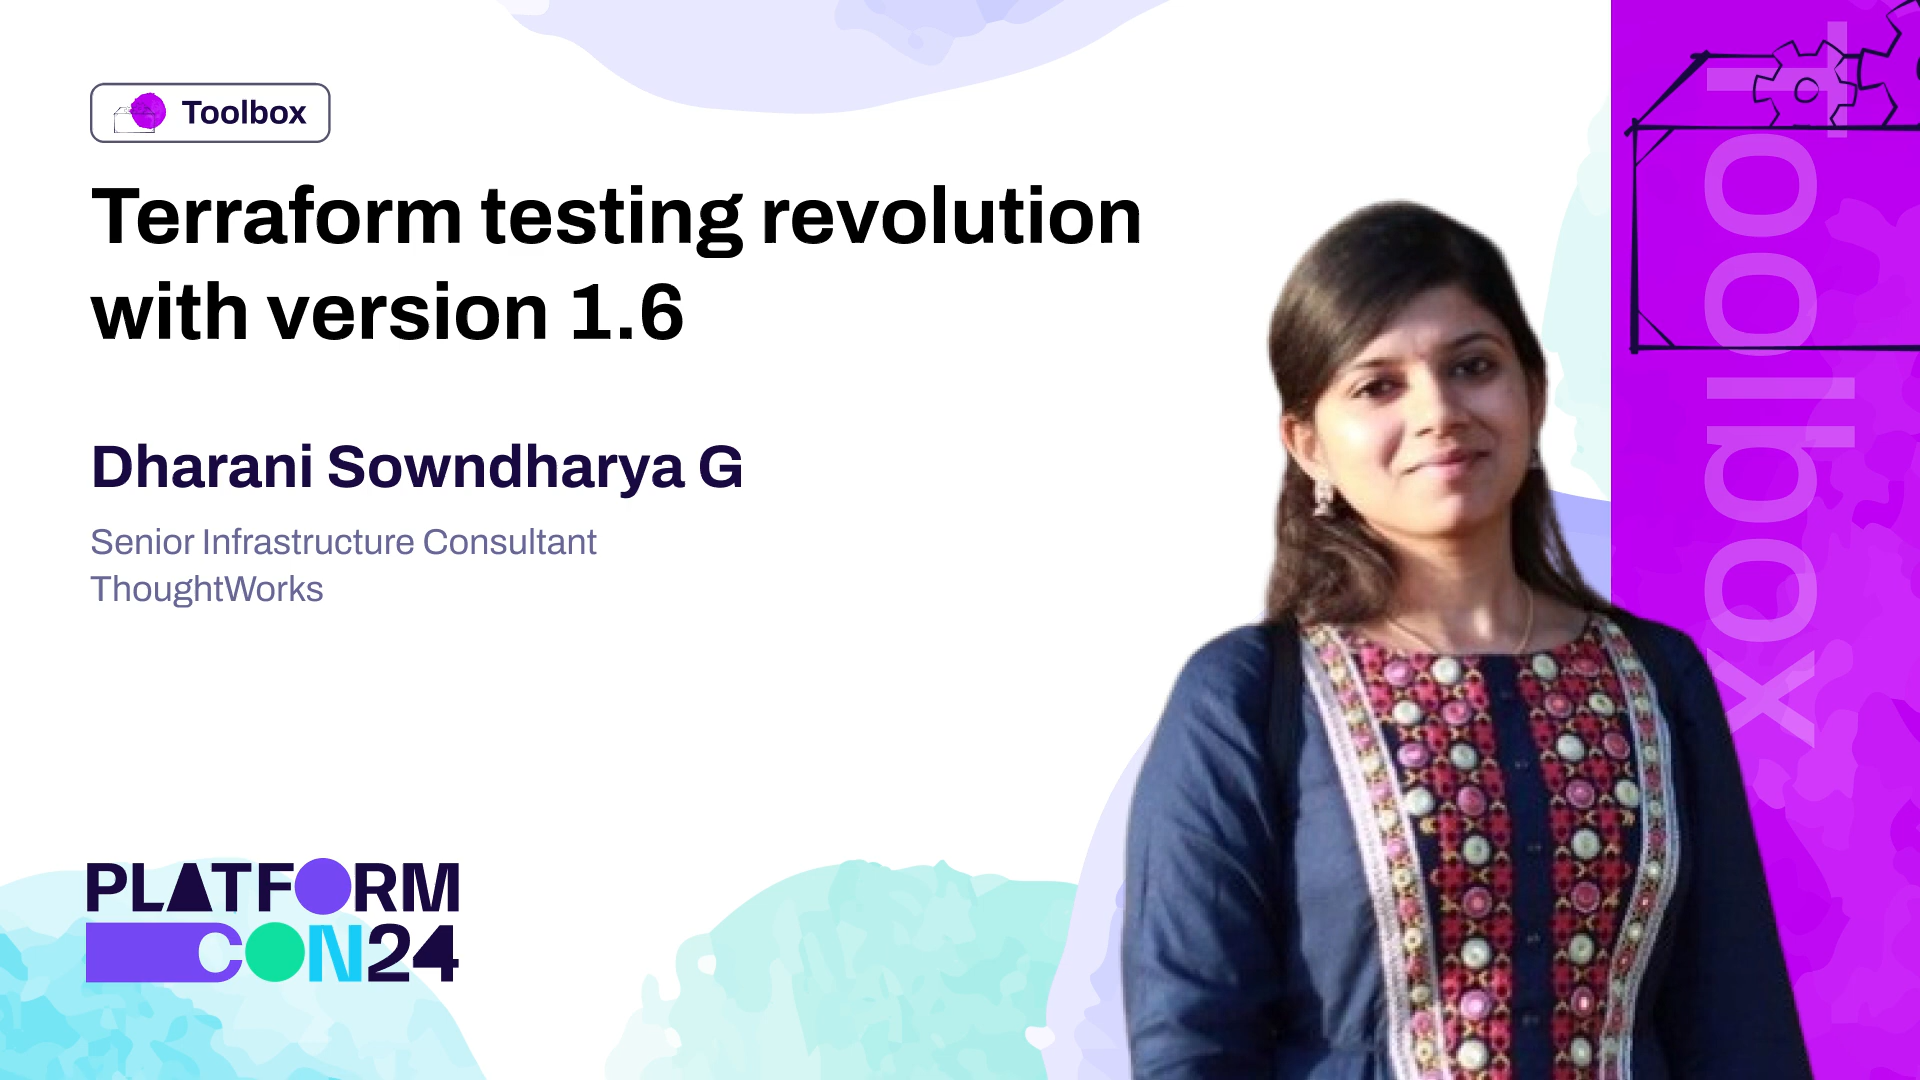 Toolbox
Terraform testing revolution
with version 1.6
Dharani Sowndharya G
Senior Infrastructure Consultant
ThoughtWorks
PLATFORM
CON24
Toolbox